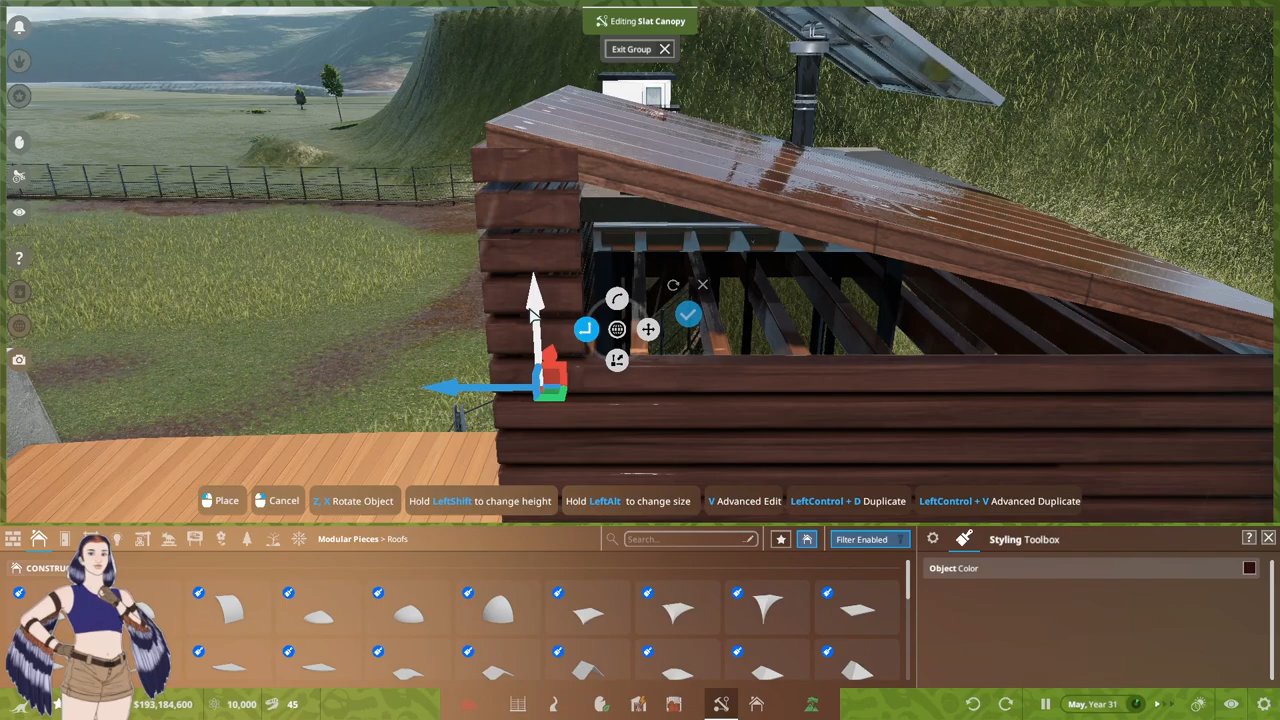 Editing Slat Canopy
Exit Group
Place
Cancel
Z, X Rotate Object
Hold LeftShift to change height
Hold LeftAlt to change size
V Advanced Edit
LeftControl + D Duplicate
LeftControl + V Advanced Duplicate
Modular Pieces > Roofs
Search...
Filter Enabled
Styling Toolbox
?
CONSTRU
Object Color
$193,184,600
10,000
45
May, Year 31